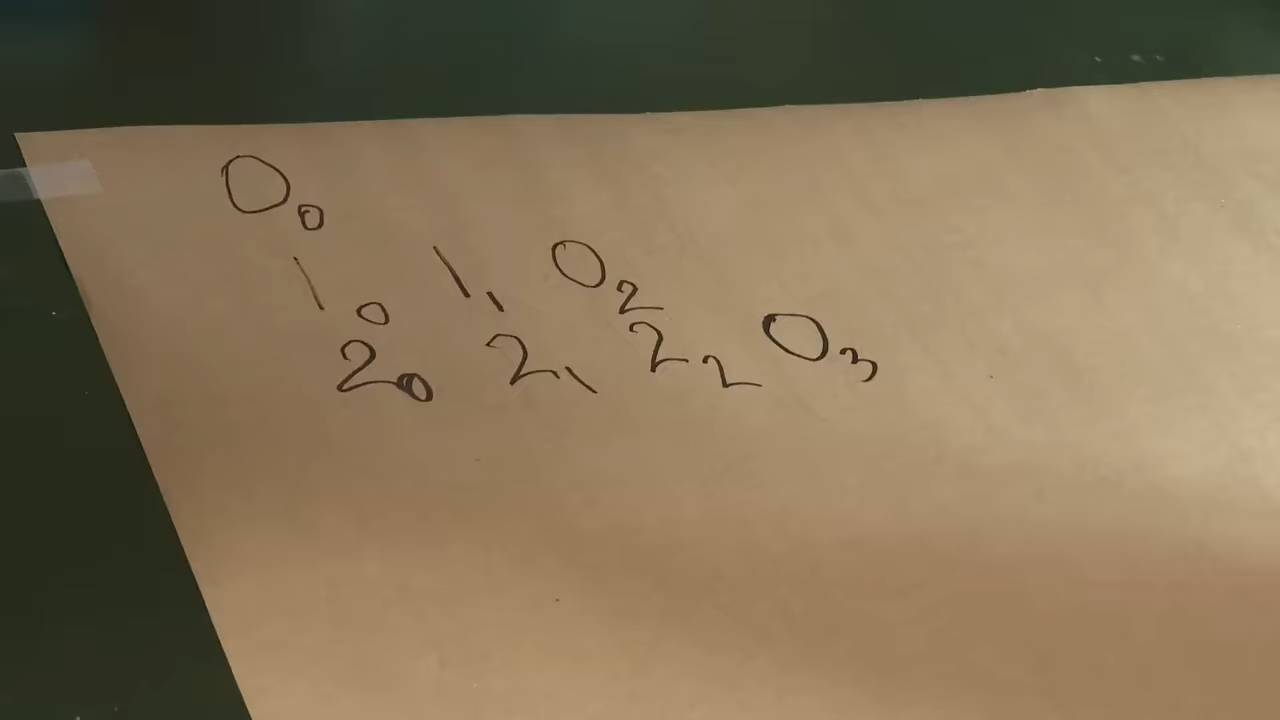 0₀
1₀ 1₁ 0₂
2₀ 2₁ 2₂ 0₃